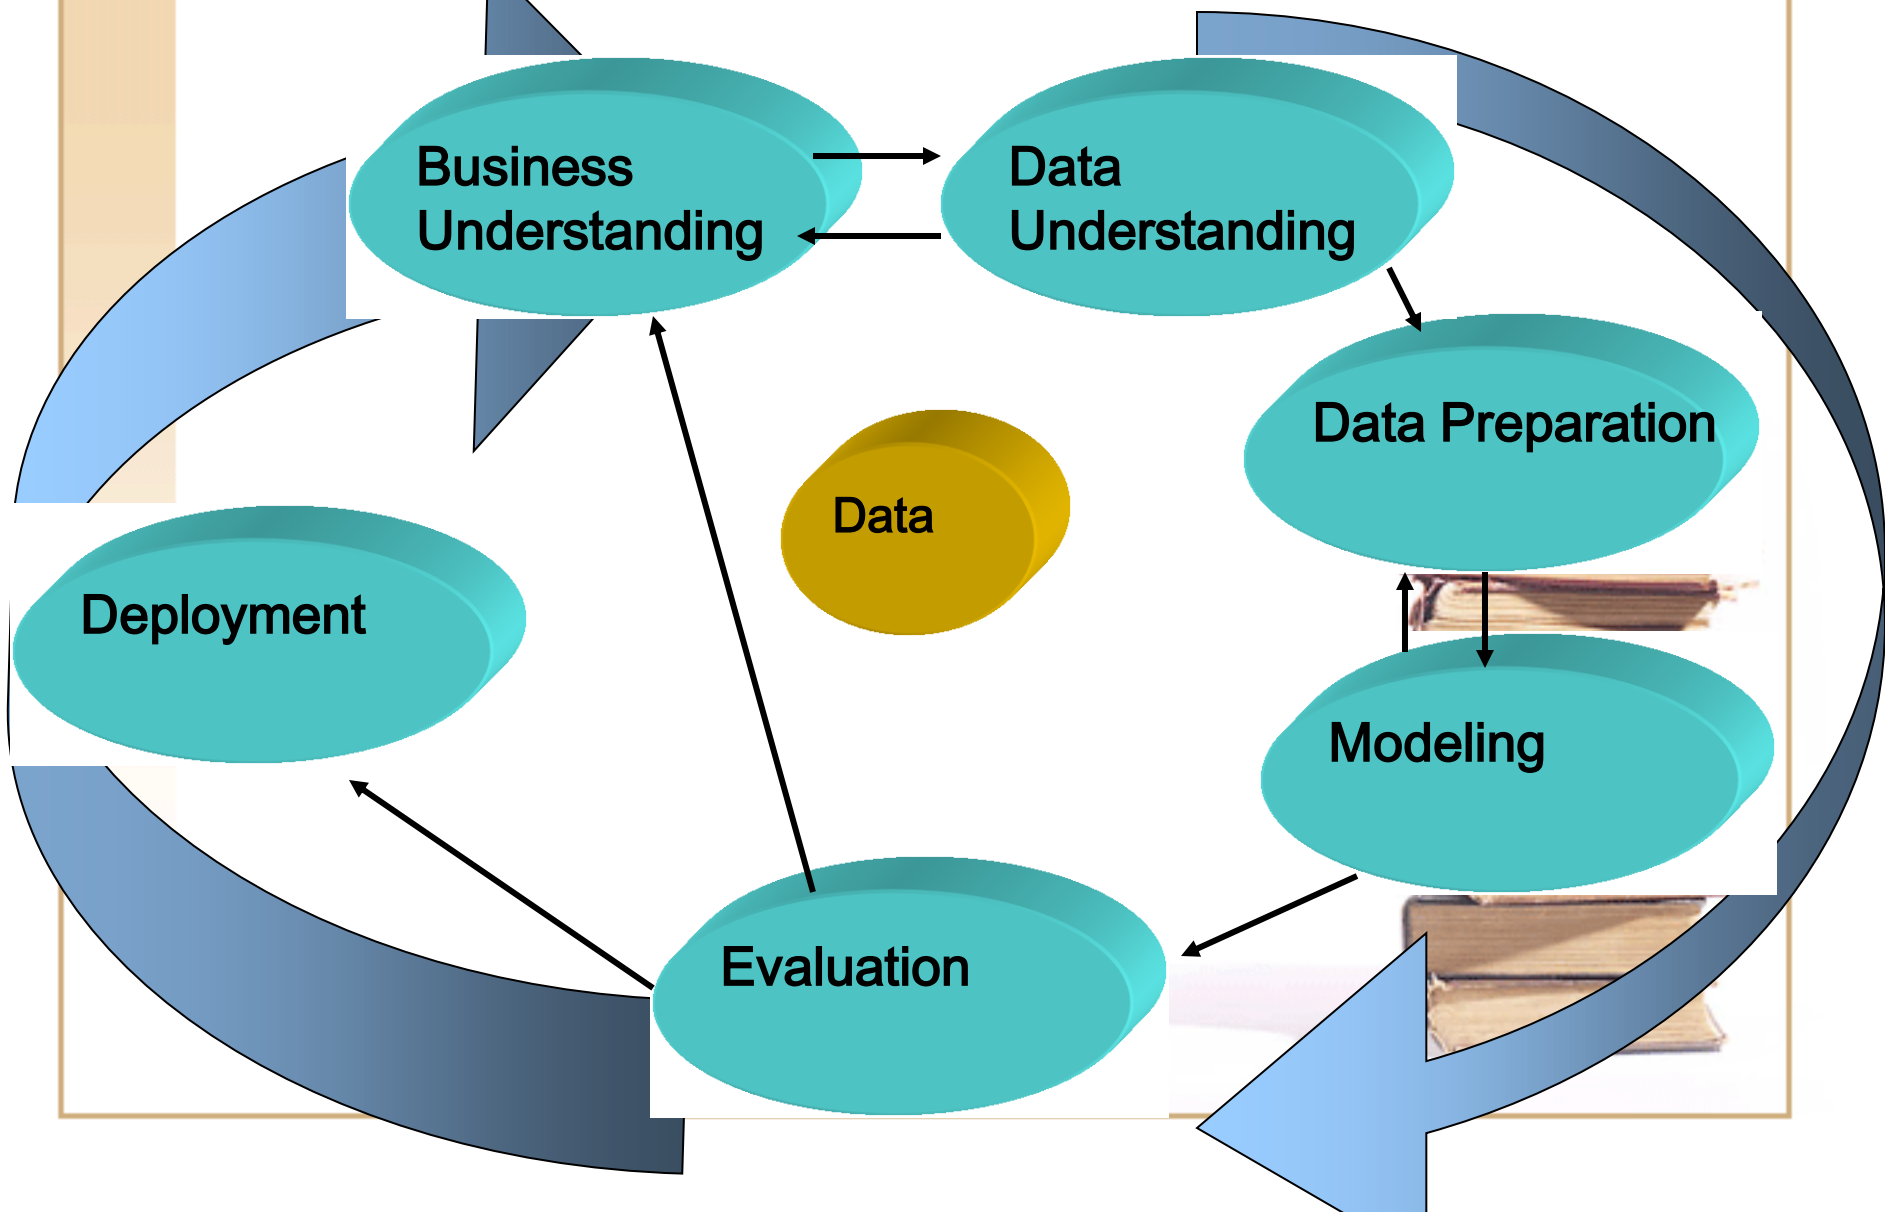 Business
Understanding
Data
Understanding
Data Preparation
Data
Deployment
Modeling
Evaluation